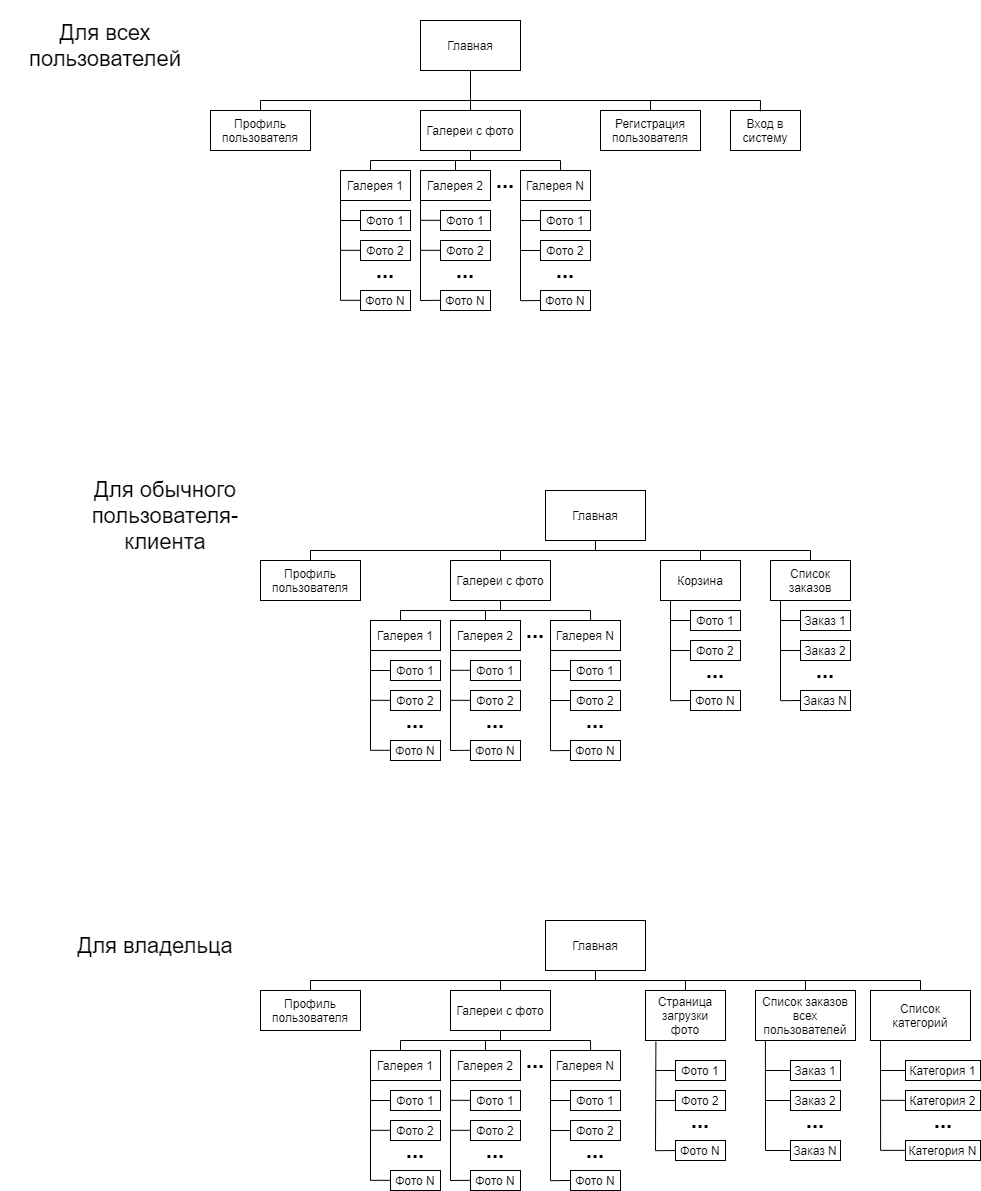 Для всех
пользователей
Главная
Профиль
пользователя
Галереи с фото
Регистрация
пользователя
Вход в
систему
Галерея 1
Галерея 2
...
Галерея N
Фото 1
Фото 1
Фото 1
Фото 2
Фото 2
Фото 2
...
...
...
Фото N
Фото N
Фото N
Для обычного
пользователя-
клиента
Главная
Профиль
пользователя
Галереи с фото
Корзина
Список
заказов
Галерея 1
Галерея 2
...
Галерея N
Фото 1
Фото 1
Фото 1
Фото 2
Фото 2
Фото 2
...
...
...
Фото N
Фото N
Фото N
Фото 1
Фото 2
...
Фото N
Заказ 1
Заказ 2
...
Заказ N
Для владельца
Главная
Профиль
пользователя
Галереи с фото
Страница
загрузки
фото
Список заказов
всех
пользователей
Список
категорий
Галерея 1
Галерея 2
...
Галерея N
Фото 1
Фото 1
Фото 1
Фото 2
Фото 2
Фото 2
...
...
...
Фото N
Фото N
Фото N
Фото 1
Фото 2
...
Фото N
Заказ 1
Заказ 2
...
Заказ N
Категория 1
Категория 2
...
Категория N